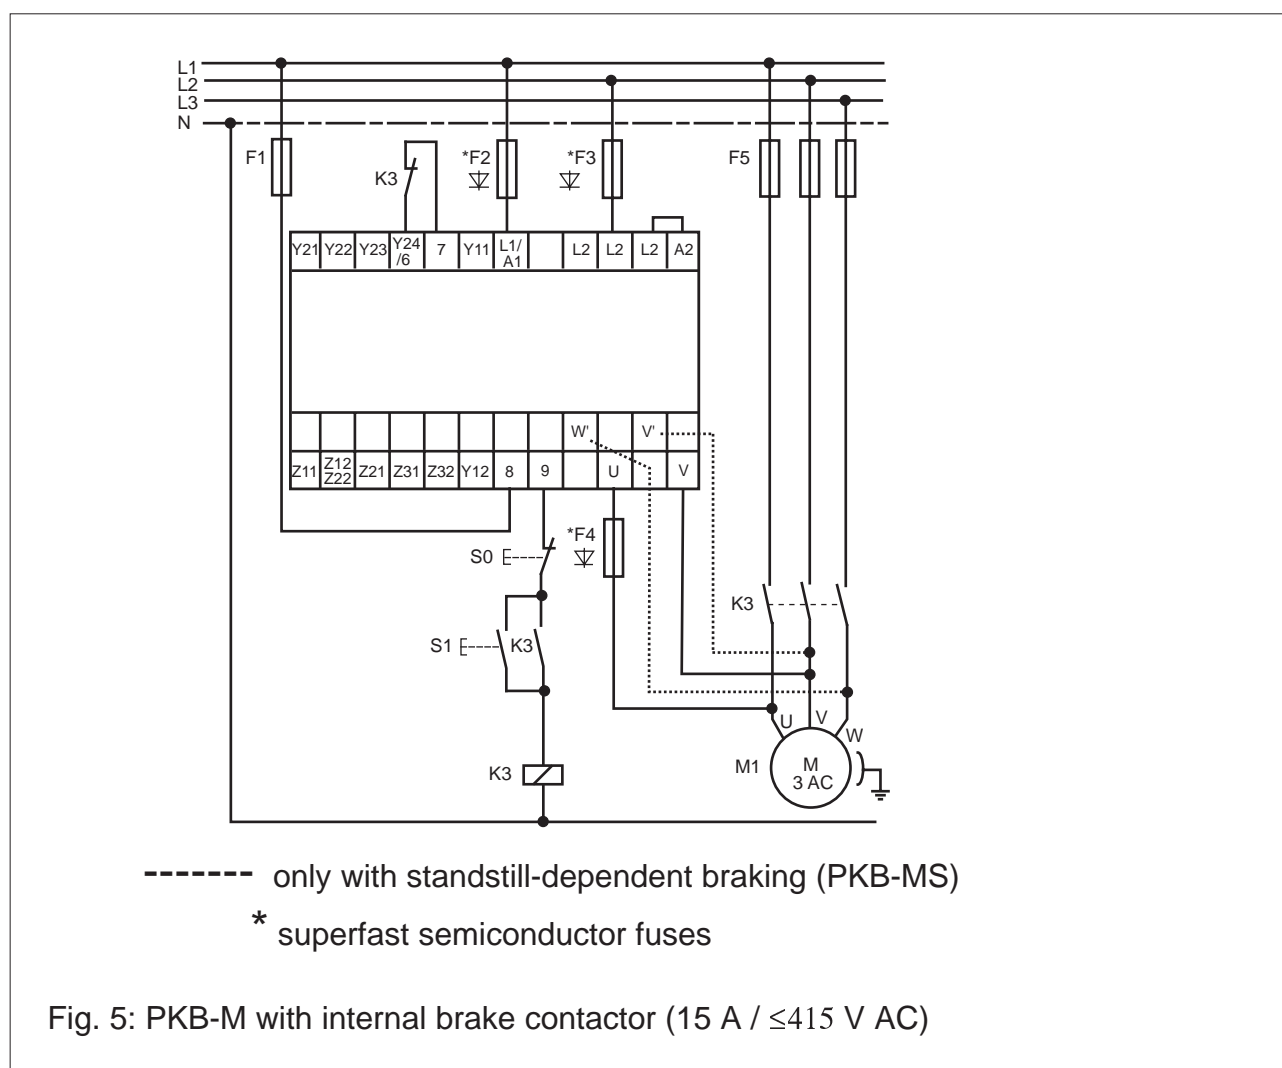 L1
L2
L3
N
F1
K3
*F2
*F3
F5
Y21 Y22 Y23 Y24 /6 7 Y11 L1/ A1 L2 L2 L2 A2
W' V'
Z11 Z12 Z22 Z21 Z31 Z32 Y12 8 9 U V
*F4
S0
K3
S1 K3
U V W
K3
M1
M
3 AC
------- only with standstill-dependent braking (PKB-MS)
* superfast semiconductor fuses
Fig. 5: PKB-M with internal brake contactor (15 A / ≤415 V AC)